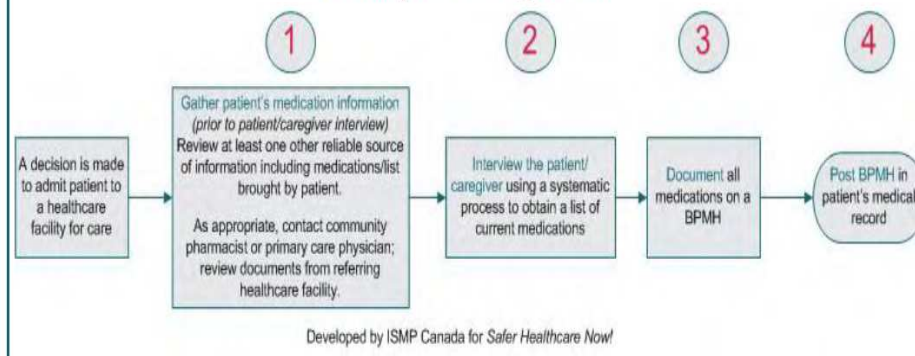 1
2
3
4
A decision is made
to admit patient to
a healthcare
facility for care
Gather patient's medication information
(prior to patient/caregiver interview)
Review at least one other reliable source
of information including medications/list
brought by patient.
As appropriate, contact community
pharmacist or primary care physician;
review documents from referring
healthcare facility.
Interview the patient/
caregiver using a systematic
process to obtain a list of
current medications
Document all
medications on a
BPMH
Post BPMH in
patient's medical
record
Developed by ISMP Canada for Safer Healthcare Now!